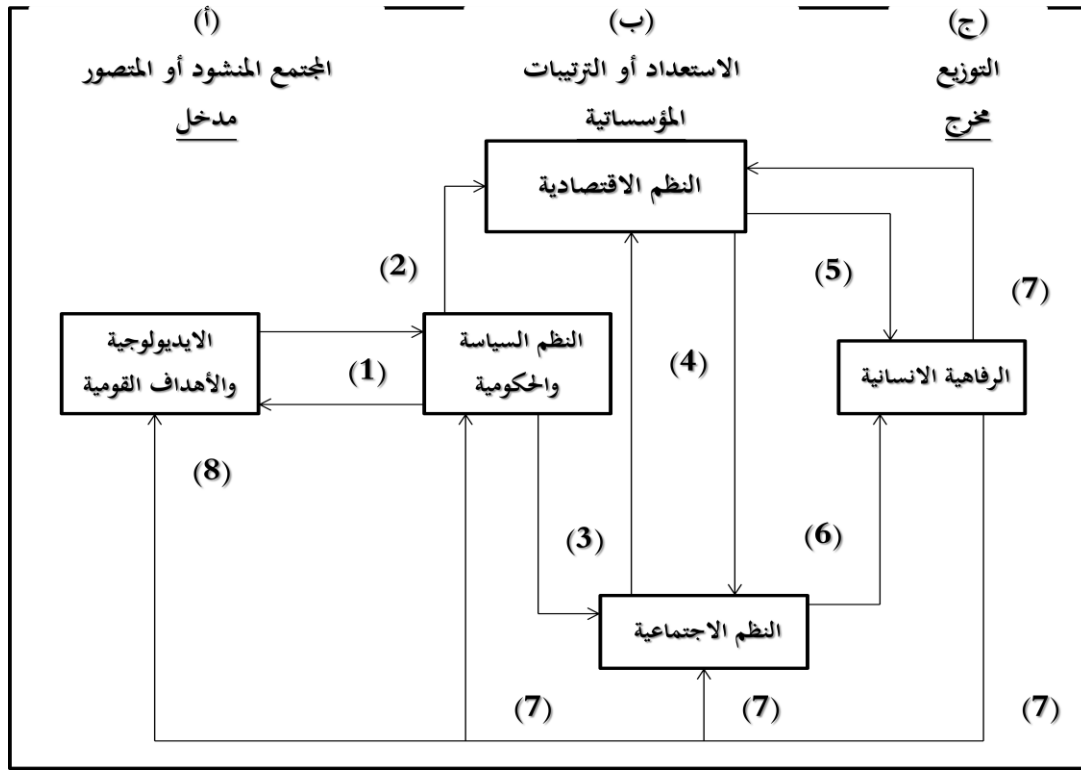 (أ)
المجتمع المنشود أو المتصور
مدخل
(ب)
الاستعداد أو الترتيبات
المؤسساتية
(ج)
التوزيع
مخرج
النظم الاقتصادية
(2)
(5)
(7)
الايديولوجية
والأهداف القومية
(1)
النظم السياسة
والحكومية
(4)
الرفاهية الانسانية
(8)
(3)
(6)
النظم الاجتماعية
(7)
(7)
(7)